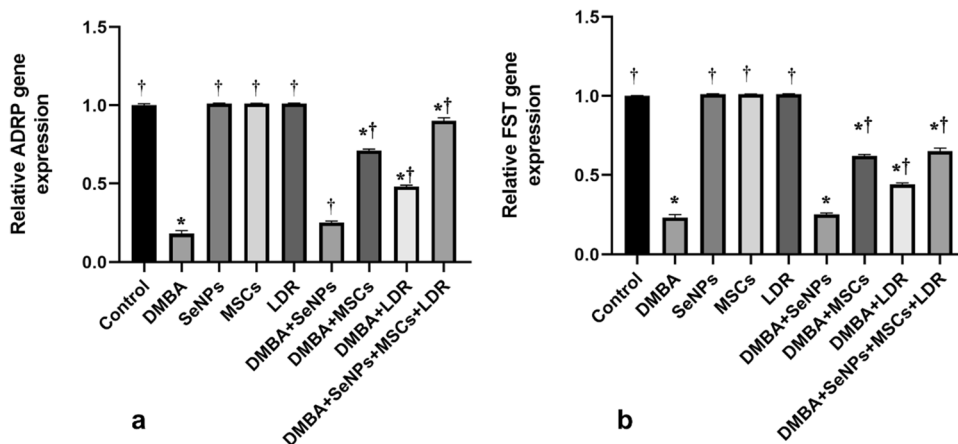 Relative ADRP gene
expression
1.5
1.0
0.5
0.0
†
*
†
†
†
†
*†
*†
*†
Control
DMBA
SeNPs
MSCs
LDR
DMBA+SeNPs
DMBA+MSCs
DMBA+LDR
DMBA+SeNPs+MSCs+LDR
a
Relative FST gene
expression
1.5
1.0
0.5
0.0
†
*
†
†
†
*
*†
*†
*†
Control
DMBA
SeNPs
MSCs
LDR
DMBA+SeNPs
DMBA+MSCs
DMBA+LDR
DMBA+SeNPs+MSCs+LDR
b